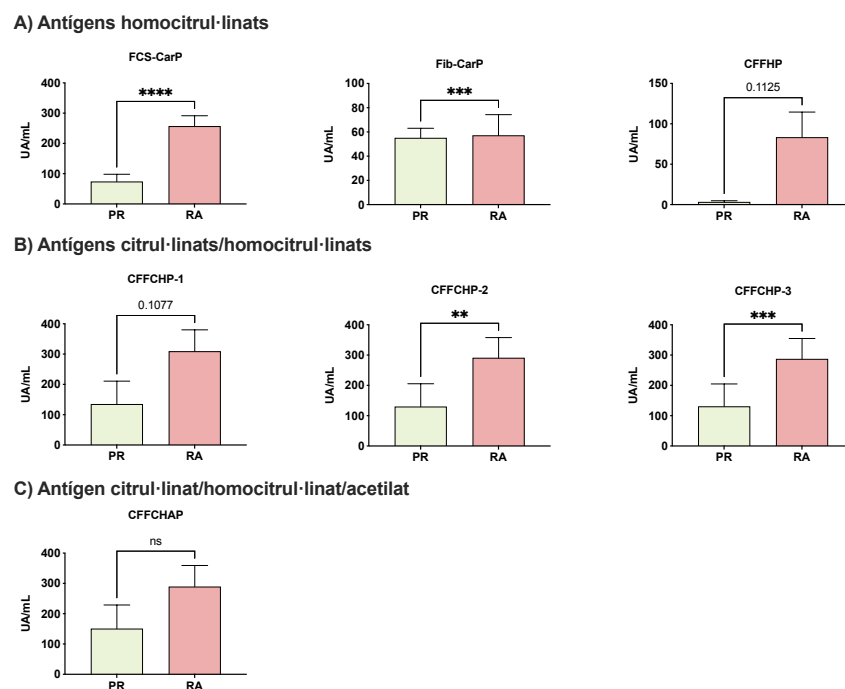 A) Antígens homocitrul·linats
FCS-CarP
400
300
200
100
0
UA/mL
****
PR
RA
Fib-CarP
100
80
60
40
20
0
UA/mL
***
PR
RA
CFFHP
150
100
50
0
UA/mL
0.1125
PR
RA
B) Antígens citrul·linats/homocitrul·linats
CFFCHP-1
400
300
200
100
0
UA/mL
0.1077
PR
RA
CFFCHP-2
400
300
200
100
0
UA/mL
**
PR
RA
CFFCHP-3
400
300
200
100
0
UA/mL
***
PR
RA
C) Antígen citrul·linat/homocitrul·linat/acetilat
CFFCHAP
400
300
200
100
0
UA/mL
ns
PR
RA